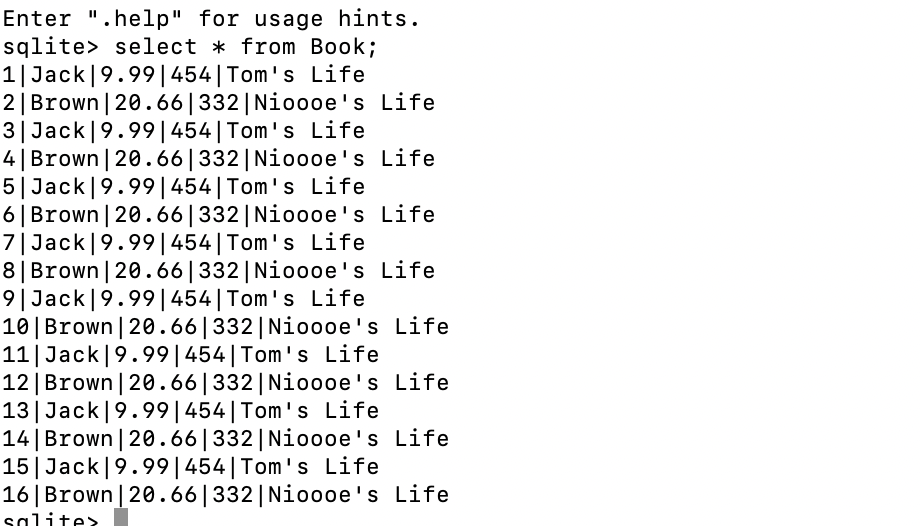 Enter ".help" for usage hints.
sqlite> select * from Book;
1|Jack|9.99|454|Tom's Life
2|Brown|20.66|332|Nioooe's Life
3|Jack|9.99|454|Tom's Life
4|Brown|20.66|332|Nioooe's Life
5|Jack|9.99|454|Tom's Life
6|Brown|20.66|332|Nioooe's Life
7|Jack|9.99|454|Tom's Life
8|Brown|20.66|332|Nioooe's Life
9|Jack|9.99|454|Tom's Life
10|Brown|20.66|332|Nioooe's Life
11|Jack|9.99|454|Tom's Life
12|Brown|20.66|332|Nioooe's Life
13|Jack|9.99|454|Tom's Life
14|Brown|20.66|332|Nioooe's Life
15|Jack|9.99|454|Tom's Life
16|Brown|20.66|332|Nioooe's Life
sqlite>